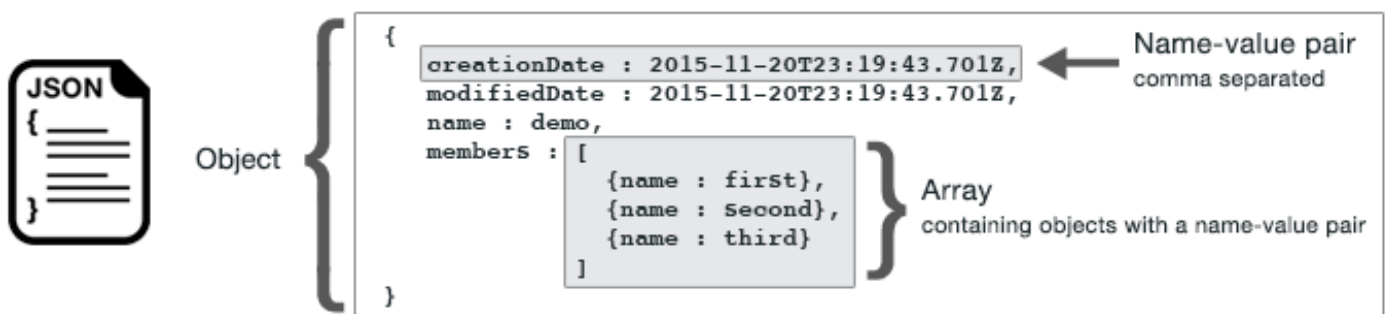 JSON
{
}
Object
{
creationDate : 2015-11-20T23:19:43.701Z,
modifiedDate : 2015-11-20T23:19:43.701Z,
name : demo,
members : [
{name : first},
{name : second},
{name : third}
]
}
Name-value pair
comma separated
Array
containing objects with a name-value pair